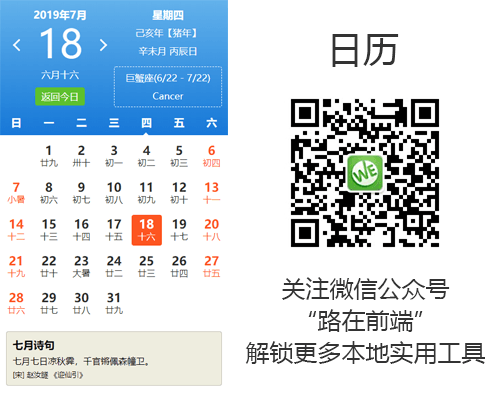 2019年7月
18
六月十六
返回今日
星期四
己亥年【猪年】
辛未月 丙辰日
巨蟹座(6/22 - 7/22)
Cancer
日 一 二 三 四 五 六
1 2 3 4 5 6
廿九 卅十 初一 初二 初三 初四
7 8 9 10 11 12 13
小暑 初六 初七 初八 初九 初十 十一
14 15 16 17 18 19 20
十二 十三 十四 十五 十六 十七 十八
21 22 23 24 25 26 27
十九 二十 大暑 廿二 廿三 廿四 廿五
28 29 30 31
廿六 廿七 廿八 廿九
七月诗句
七月七日凉秋霁，千官锵佩森幢卫。
[宋] 赵汝鐩 《谥仙引》
日历
WE
关注微信公众号
“路在前端”
解锁更多本地实用工具